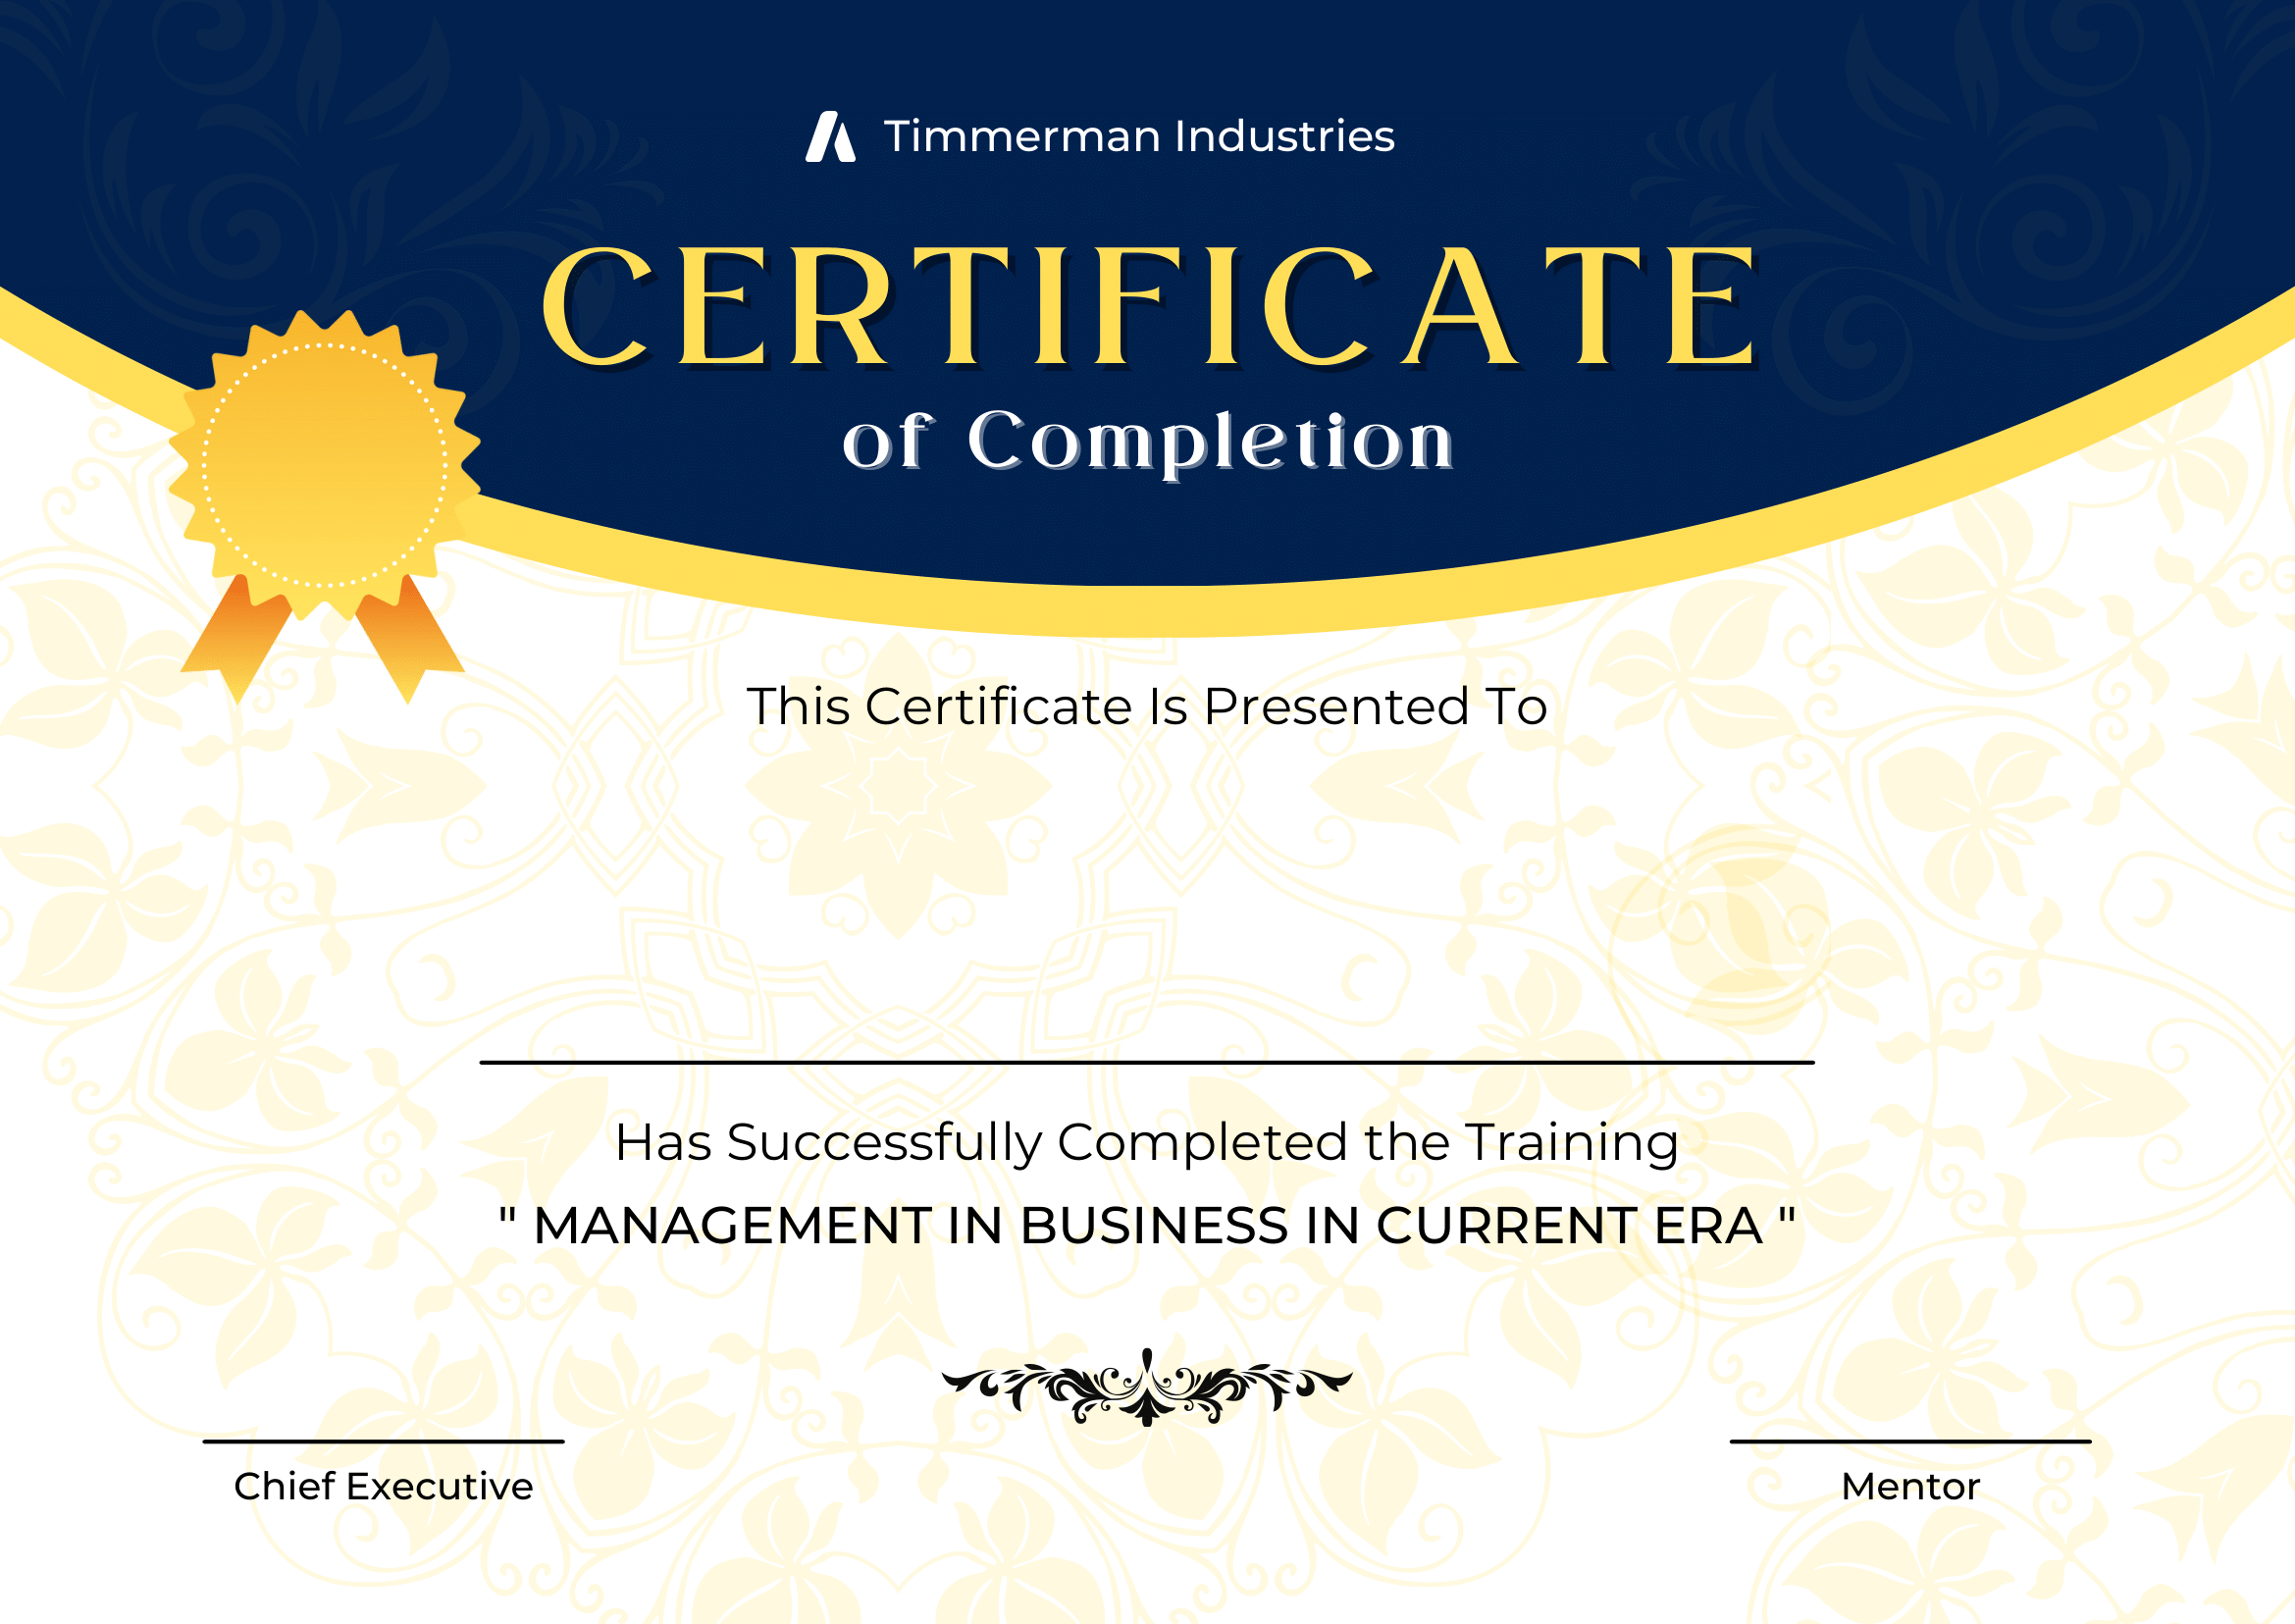 Timmerman Industries
CERTIFICATE
of Completion
This Certificate Is Presented To
Has Successfully Completed the Training
" MANAGEMENT IN BUSINESS IN CURRENT ERA "
Chief Executive
Mentor